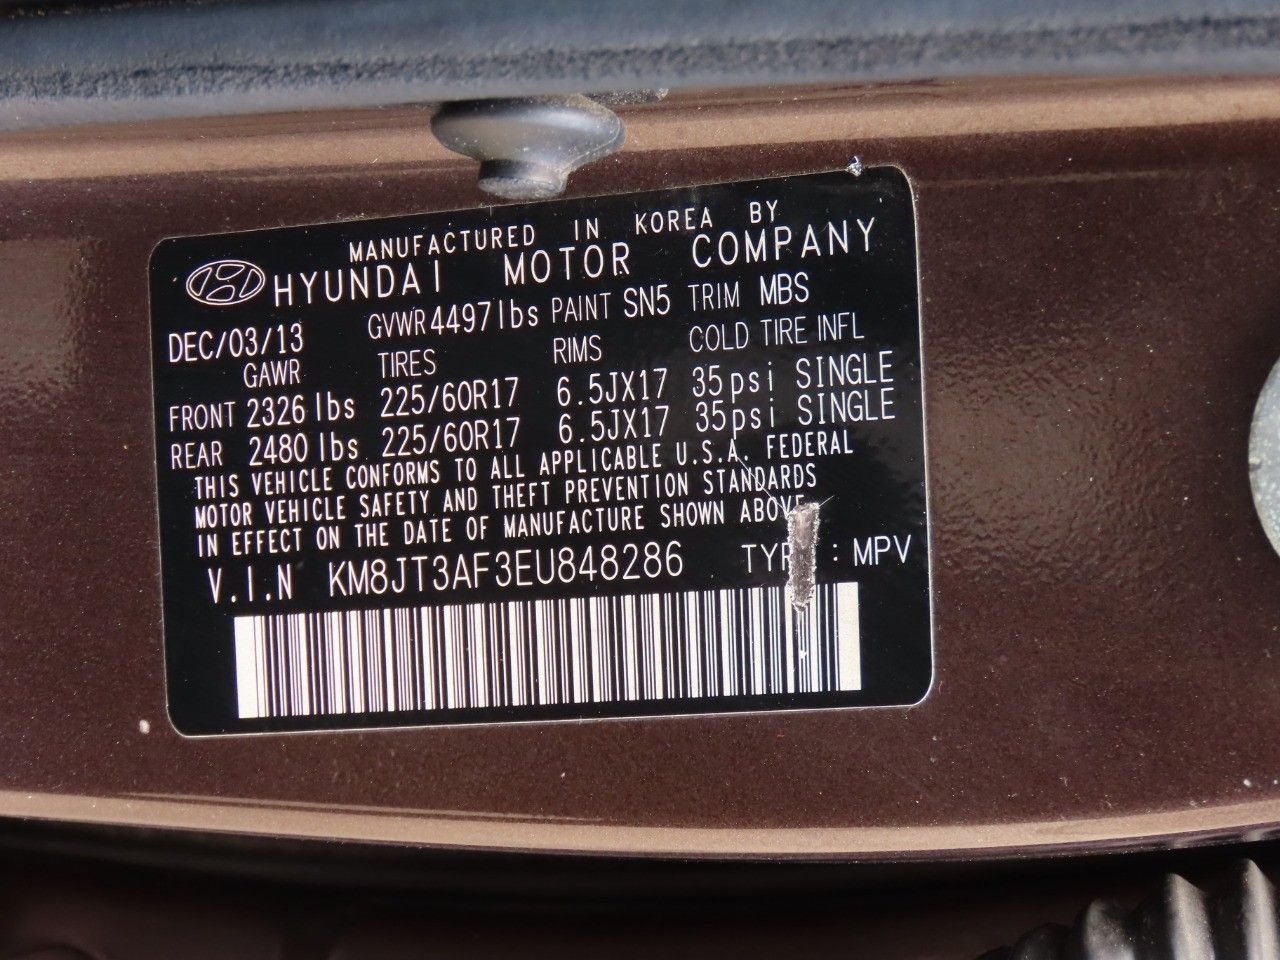 MANUFACTURED IN KOREA BY
HYUNDAI MOTOR COMPANY
DEC/03/13 GVWR 4497lbs PAINT SN5 TRIM MBS
GAWR TIRES RIMS COLD TIRE INFL
FRONT 2326 lbs 225/60R17 6.5JX17 35psi SINGLE
REAR 2480 lbs 225/60R17 6.5JX17 35psi SINGLE
THIS VEHICLE CONFORMS TO ALL APPLICABLE U.S.A. FEDERAL
MOTOR VEHICLE SAFETY AND THEFT PREVENTION STANDARDS
IN EFFECT ON THE DATE OF MANUFACTURE SHOWN ABOVE
V.I.N KM8JT3AF3EU848286 TYPE : MPV